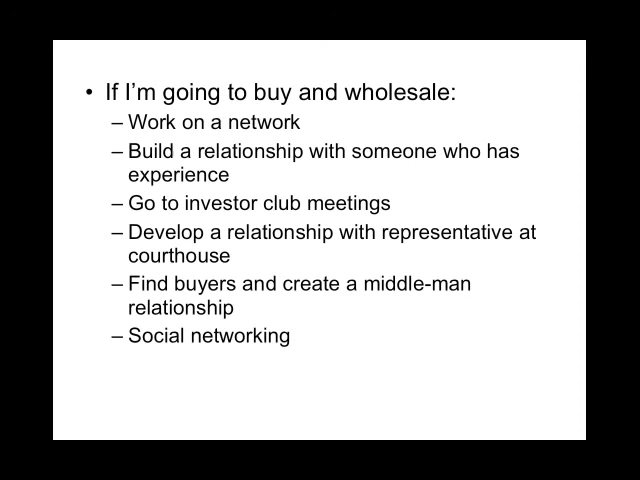 • If I'm going to buy and wholesale:
– Work on a network
– Build a relationship with someone who has
experience
– Go to investor club meetings
– Develop a relationship with representative at
courthouse
– Find buyers and create a middle-man
relationship
– Social networking